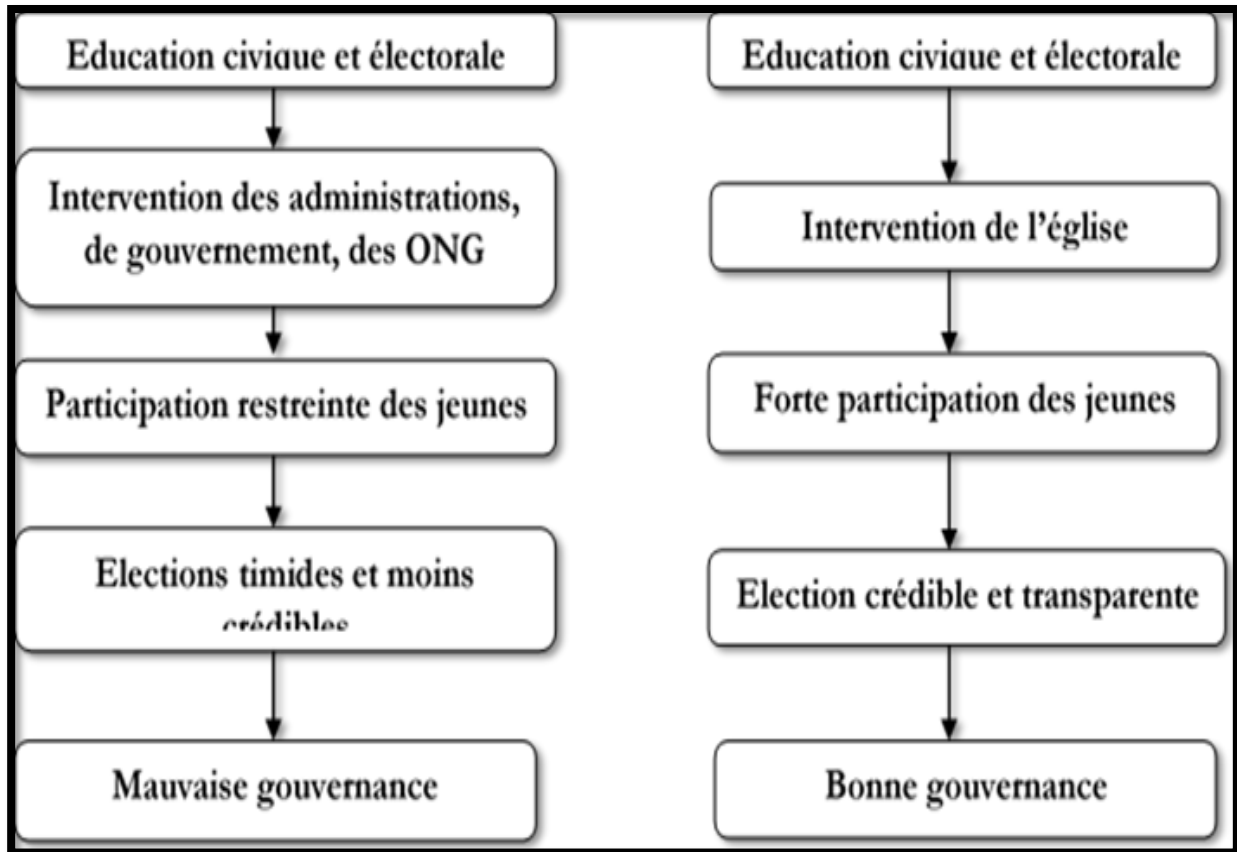 Education civique et électorale
Intervention des administrations,
de gouvernement, des ONG
Participation restreinte des jeunes
Elections timides et moins
crédibles
Mauvaise gouvernance
Education civique et électorale
Intervention de l’église
Forte participation des jeunes
Election crédible et transparente
Bonne gouvernance